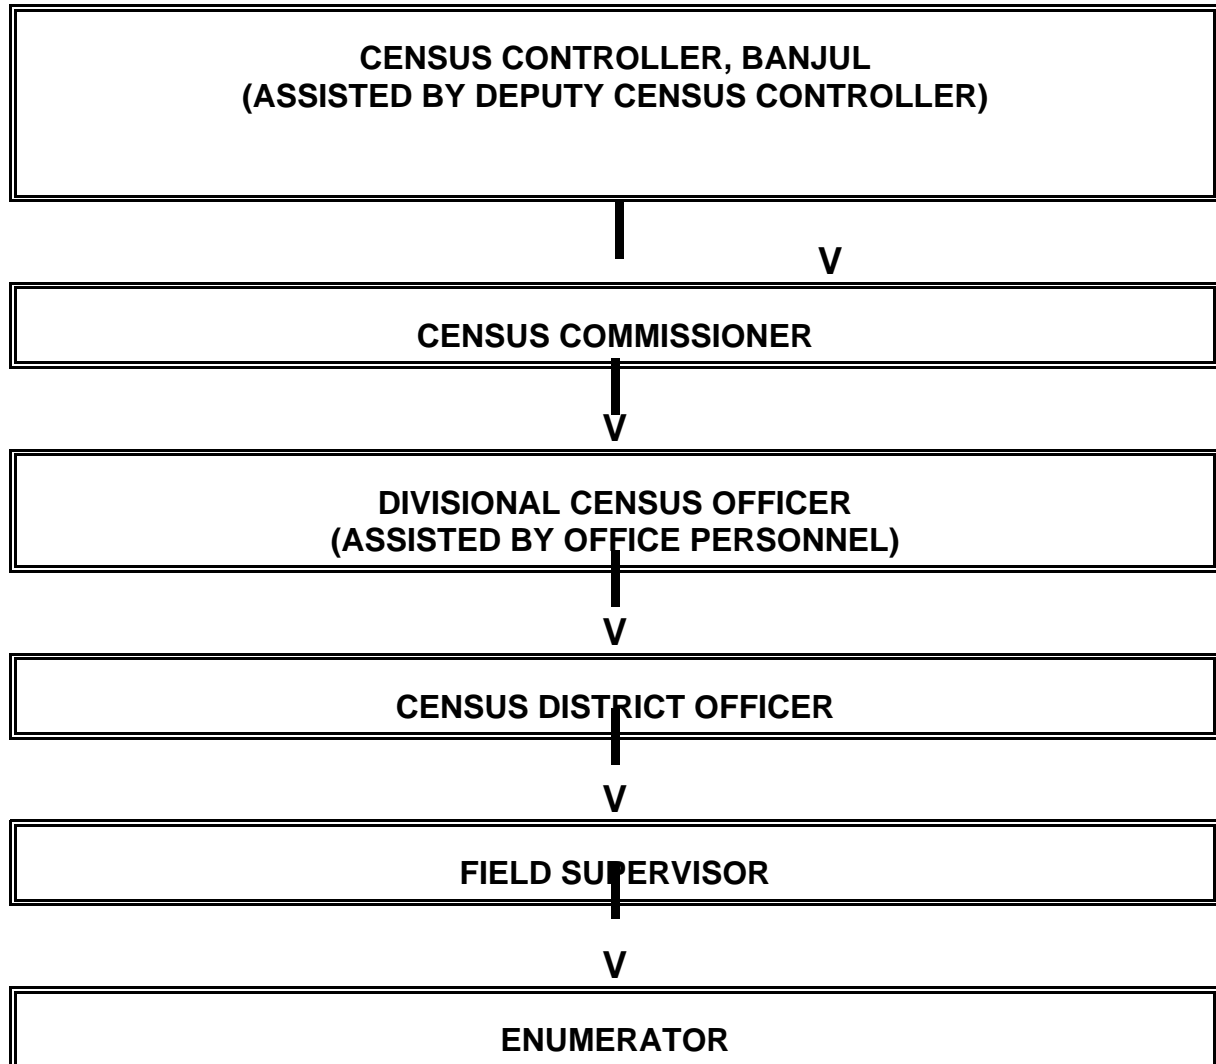 CENSUS CONTROLLER, BANJUL
(ASSISTED BY DEPUTY CENSUS CONTROLLER)
V
CENSUS COMMISSIONER
V
DIVISIONAL CENSUS OFFICER
(ASSISTED BY OFFICE PERSONNEL)
V
CENSUS DISTRICT OFFICER
V
FIELD SUPERVISOR
V
ENUMERATOR